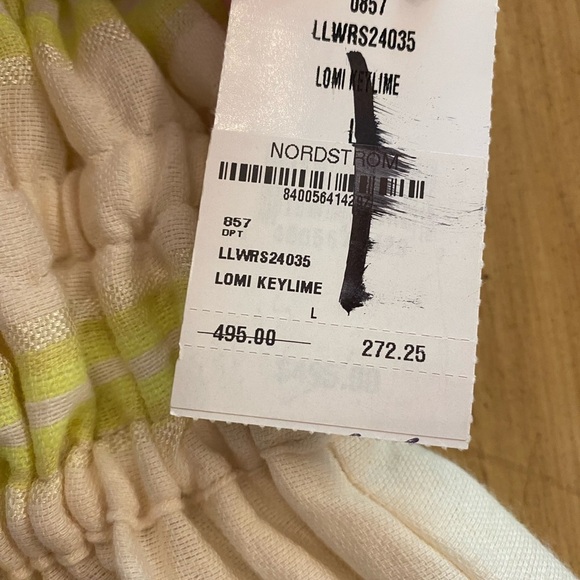 0857
LLWRS24035
LOMI KEYLIME
L
NORDSTROM
857
DPT
LLWRS24035
LOMI KEYLIME
L
495.00 272.25